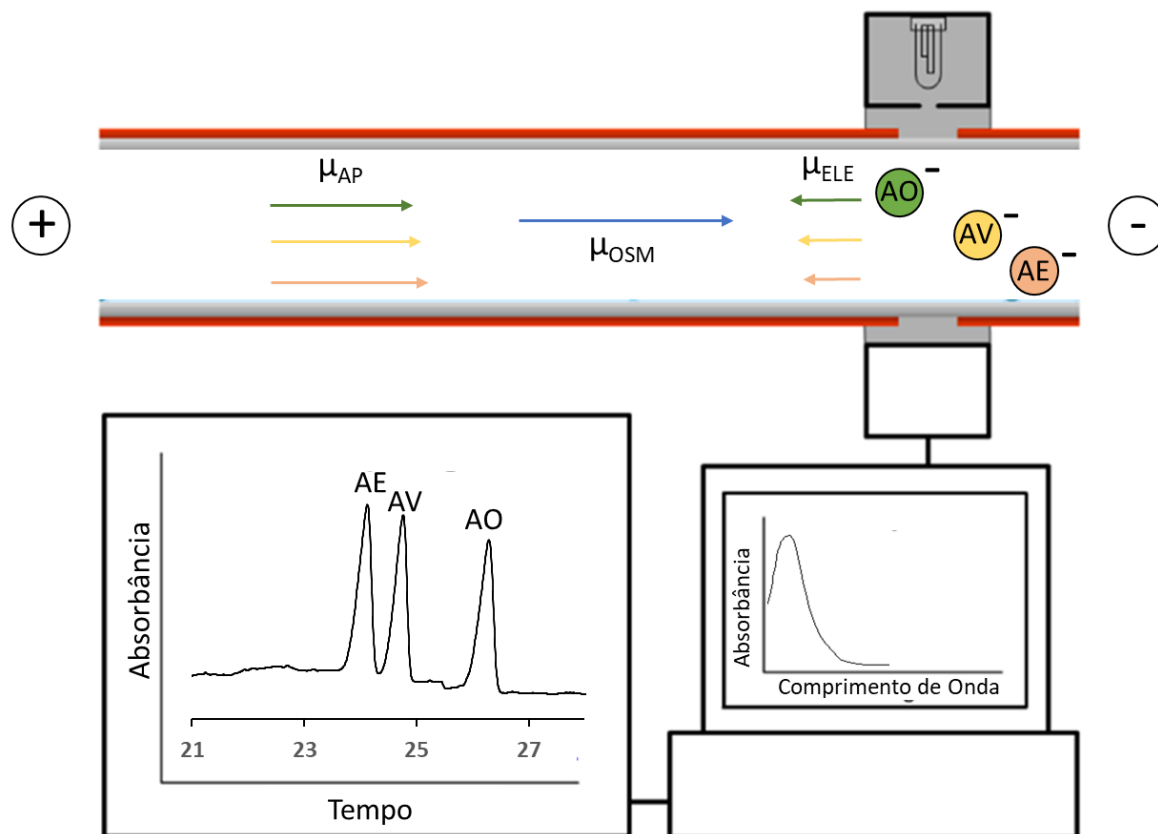 μAP
μELE
AO -
+
μOSM
AV -
-
AE -
AE
AV
AO
Absorbância
21 23 25 27
Tempo
Absorbância
Comprimento de Onda